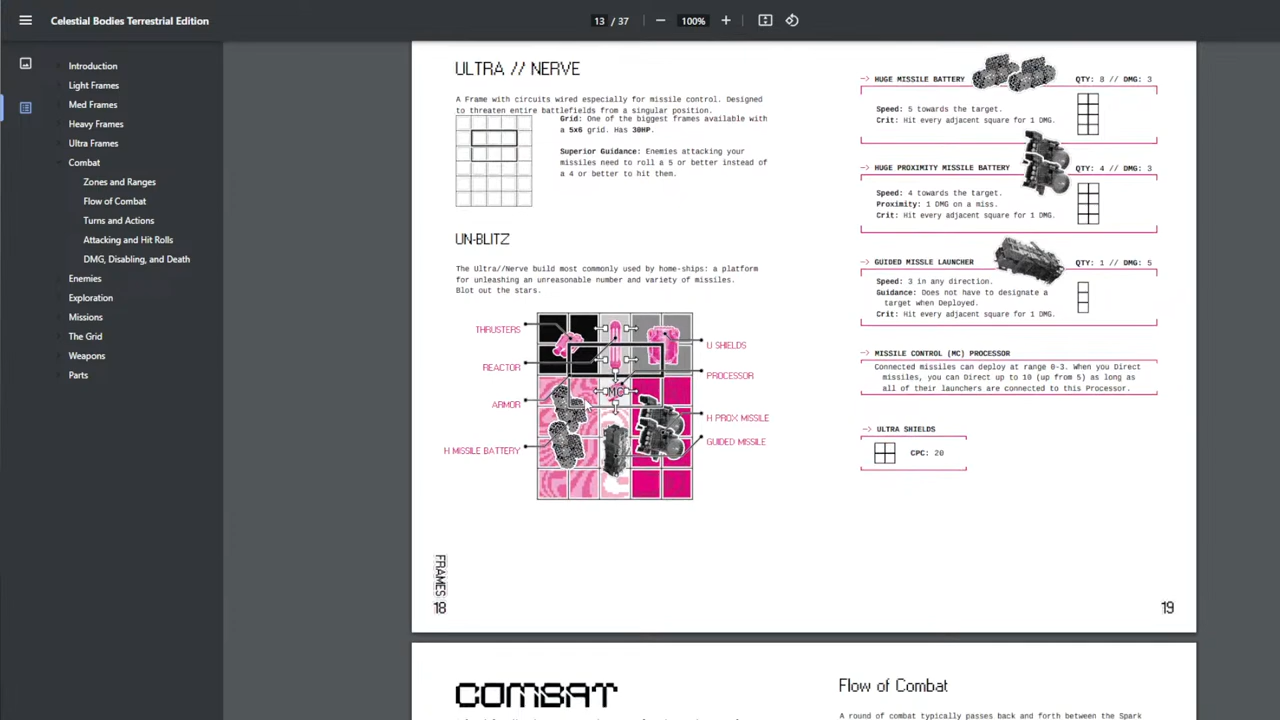 Celestial Bodies Terrestrial Edition
13 / 37
100%
Introduction
Light Frames
Med Frames
Heavy Frames
Ultra Frames
Combat
Zones and Ranges
Flow of Combat
Turns and Actions
Attacking and Hit Rolls
DMG, Disabling, and Death
Enemies
Exploration
Missions
The Grid
Weapons
Parts
ULTRA // NERVE
A Frame with circuits wired especially for missile control. Designed
to threaten entire battlefields from a singular position.
Grid: One of the biggest frames available with
a 5x6 grid. Has 30HP.
Superior Guidance: Enemies attacking your
missiles need to roll a 5 or better instead of
a 4 or better to hit them.
UN-BLITZ
The Ultra//Nerve build most commonly used by home-ships: a platform
for unleashing an unreasonable number and variety of missiles.
Blot out the stars.
THRUSTERS
REACTOR
ARMOR
H MISSILE BATTERY
U SHIELDS
PROCESSOR
H PROX MISSILE
GUIDED MISSILE
MC
FRAMES
18
HUGE MISSILE BATTERY
QTY: 8 // DMG: 3
Speed: 5 towards the target.
Crit: Hit every adjacent square for 1 DMG.
HUGE PROXIMITY MISSILE BATTERY
QTY: 4 // DMG: 3
Speed: 4 towards the target.
Proximity: 1 DMG on a miss.
Crit: Hit every adjacent square for 1 DMG.
GUIDED MISSLE LAUNCHER
QTY: 1 // DMG: 5
Speed: 3 in any direction.
Guidance: Does not have to designate a
target when Deployed.
Crit: Hit every adjacent square for 1 DMG.
MISSILE CONTROL (MC) PROCESSOR
Connected missiles can deploy at range 0-3. When you Direct
missiles, you can Direct up to 10 (up from 5) as long as
all of their launchers are connected to this Processor.
ULTRA SHIELDS
CPC: 20
19
COMBAT
Flow of Combat
A round of combat typically passes back and forth between the Spark